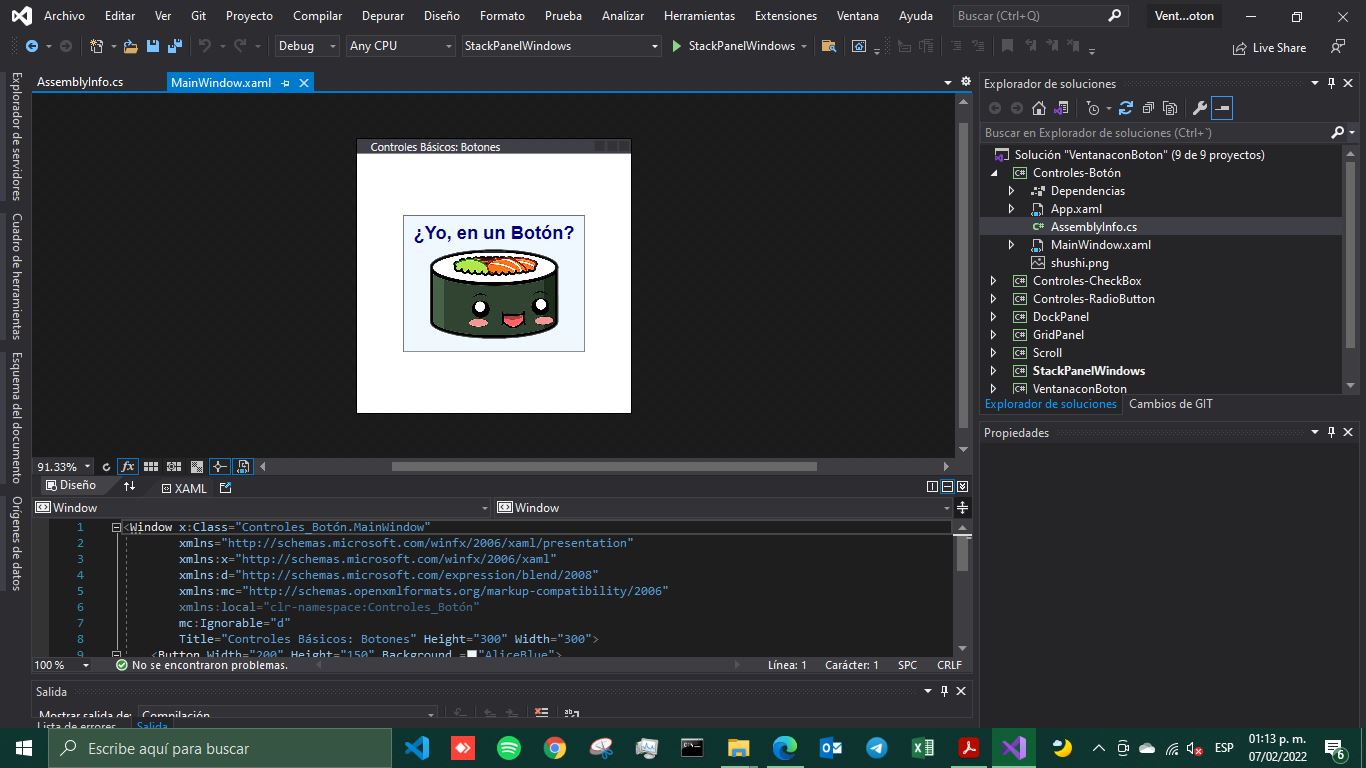 Archivo Editar Ver Git Proyecto Compilar Depurar Diseño Formato Prueba Analizar Herramientas Extensiones Ventana Ayuda Buscar (Ctrl+Q) Vent...oton
Debug Any CPU StackPanelWindows StackPanelWindows Live Share
Explorador de servidores
Cuadro de herramientas
Esquema del documento
Orígenes de datos
AssemblyInfo.cs MainWindow.xaml
Controles Básicos: Botones
¿Yo, en un Botón?
91.33%
Diseño XAML
Window Window
1 <Window x:Class="Controles_Botón.MainWindow"
2 xmlns="http://schemas.microsoft.com/winfx/2006/xaml/presentation"
3 xmlns:x="http://schemas.microsoft.com/winfx/2006/xaml"
4 xmlns:d="http://schemas.microsoft.com/expression/blend/2008"
5 xmlns:mc="http://schemas.openxmlformats.org/markup-compatibility/2006"
6 xmlns:local="clr-namespace:Controles_Botón"
7 mc:Ignorable="d"
8 Title="Controles Básicos: Botones" Height="300" Width="300">
9 <Button Width="200" Height="150" Background ="AliceBlue">
100 % No se encontraron problemas. Línea: 1 Carácter: 1 SPC CRLF
Salida
Mostrar salida de: Compilación
Lista de errores Salida
Explorador de soluciones
Buscar en Explorador de soluciones (Ctrl+`)
Solución "VentanaconBoton" (9 de 9 proyectos)
Controles-Botón
Dependencias
App.xaml
AssemblyInfo.cs
MainWindow.xaml
shushi.png
Controles-CheckBox
Controles-RadioButton
DockPanel
GridPanel
Scroll
StackPanelWindows
VentanaconBoton
Explorador de soluciones Cambios de GIT
Propiedades
Escribe aquí para buscar
ESP 01:13 p. m.
07/02/2022
6